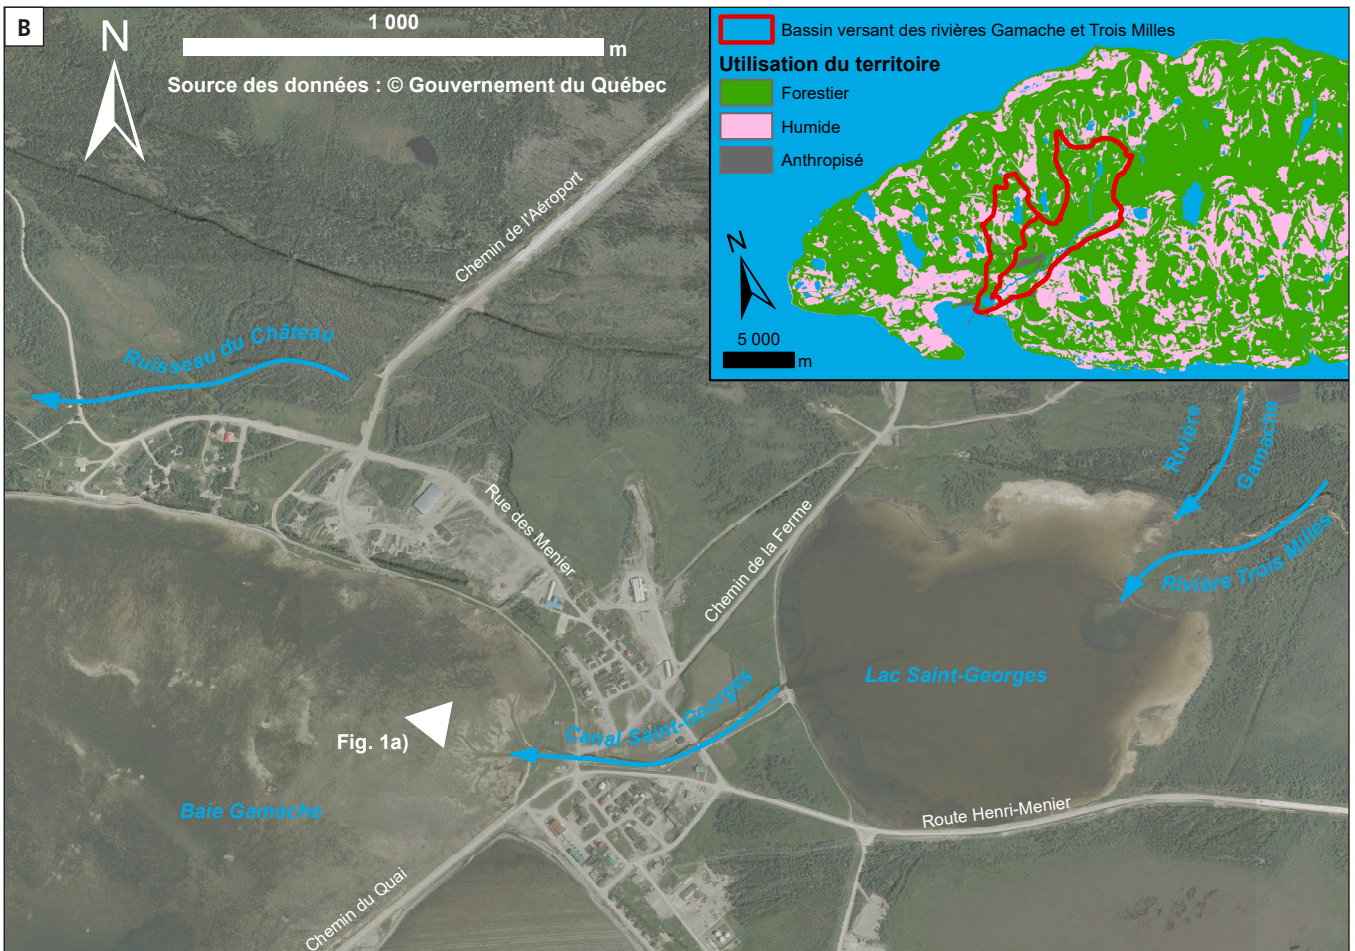 B
N
1 000
m
Source des données : © Gouvernement du Québec
Bassin versant des rivières Gamache et Trois Milles
Utilisation du territoire
Forestier
Humide
Anthropisé
N
5 000
m
Chemin de l'Aéroport
Ruisseau du Château
Rivière
Gamache
Rivière Trois Milles
Rue des Menier
Chemin de la Ferme
Lac Saint-Georges
Canal Saint-Georges
Fig. 1a)
Baie Gamache
Route Henri-Menier
Chemin du Quai